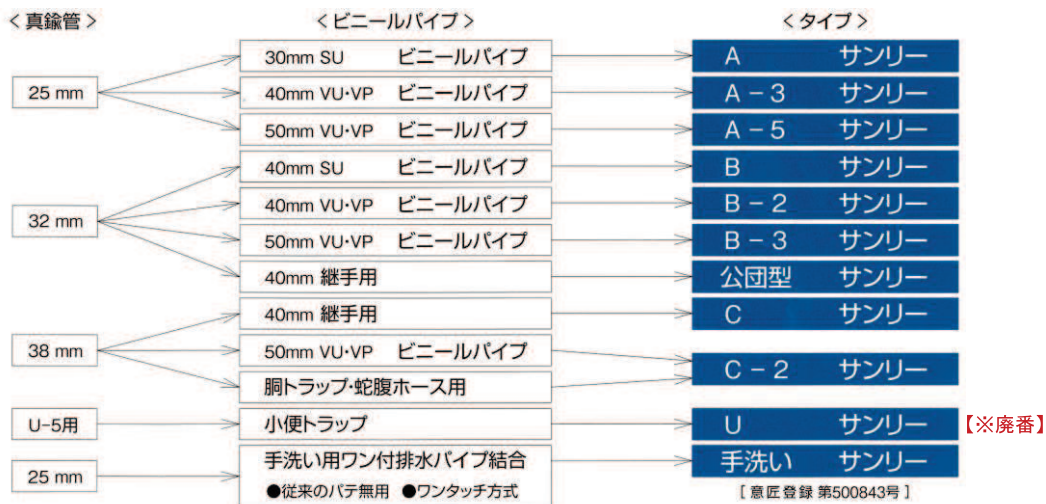 <真鍮管> <ビニールパイプ> <タイプ>
25 mm
30mm SU ビニールパイプ A サンリー
40mm VU・VP ビニールパイプ A-3 サンリー
50mm VU・VP ビニールパイプ A-5 サンリー
32 mm
40mm SU ビニールパイプ B サンリー
40mm VU・VP ビニールパイプ B-2 サンリー
50mm VU・VP ビニールパイプ B-3 サンリー
40mm 継手用 公団型 サンリー
38 mm
40mm 継手用 C サンリー
50mm VU・VP ビニールパイプ
胴トラップ・蛇腹ホース用
C-2 サンリー
U-5用 小便トラップ U サンリー 【※廃番】
25 mm
手洗い用ワン付排水パイプ結合 手洗い サンリー
●従来のパテ無用 ●ワンタッチ方式
[意匠登録 第500843号]